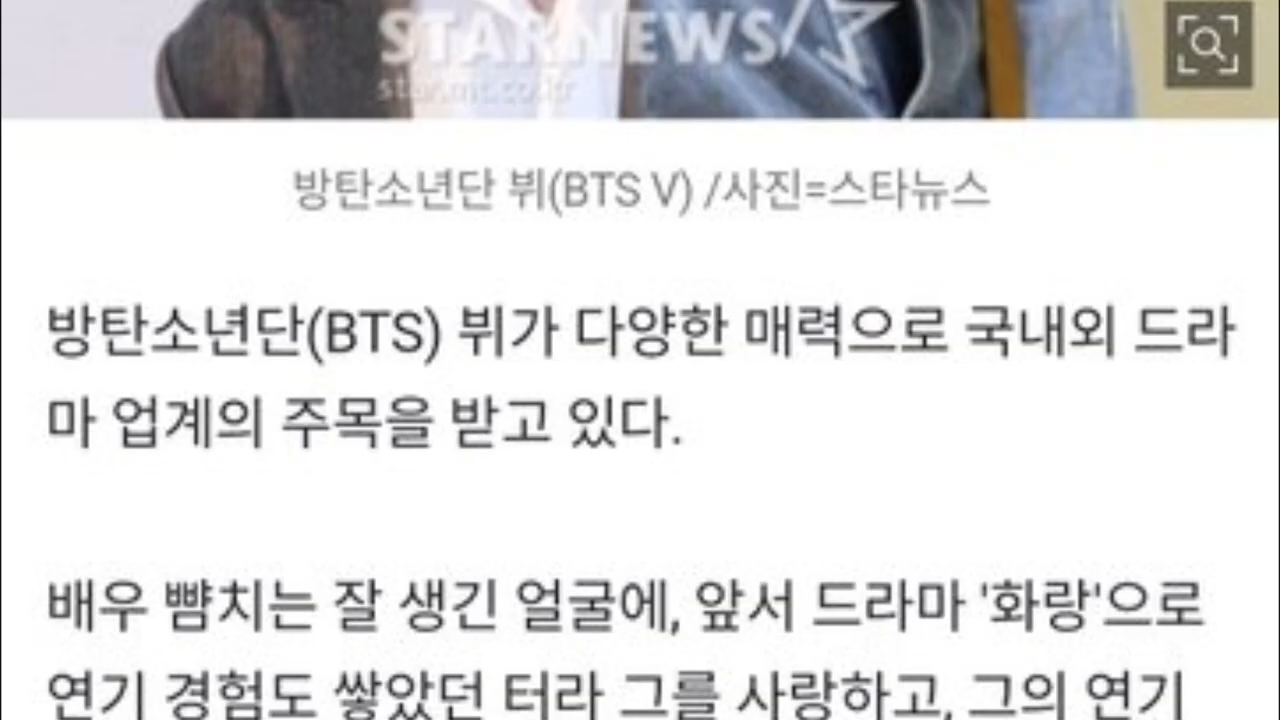 STARNEWS
star.mt.co.kr
방탄소년단 뷔(BTS V) /사진=스타뉴스
방탄소년단(BTS) 뷔가 다양한 매력으로 국내외 드라
마 업계의 주목을 받고 있다.
배우 뺨치는 잘 생긴 얼굴에, 앞서 드라마 '화랑'으로
연기 경험도 쌓았던 터라 그를 사랑하고, 그의 연기